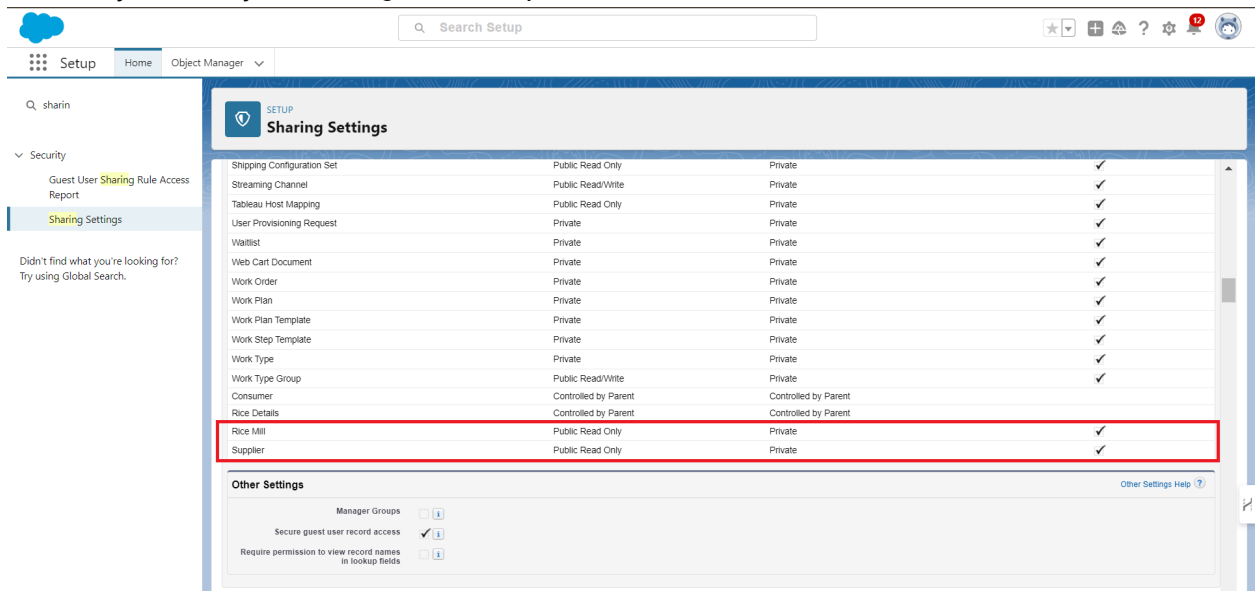 Search Setup
12
Setup Home Object Manager
sharin
SETUP
Sharing Settings
Security
Guest User Sharing Rule Access
Report
Sharing Settings
Didn't find what you're looking for?
Try using Global Search.
Shipping Configuration Set Public Read Only Private
Streaming Channel Public Read/Write Private
Tableau Host Mapping Public Read Only Private
User Provisioning Request Private Private
Waitlist Private Private
Web Cart Document Private Private
Work Order Private Private
Work Plan Private Private
Work Plan Template Private Private
Work Step Template Private Private
Work Type Private Private
Work Type Group Public Read/Write Private
Consumer Controlled by Parent Controlled by Parent
Rice Details Controlled by Parent Controlled by Parent
Rice Mill Public Read Only Private
Supplier Public Read Only Private
Other Settings Other Settings Help ?
Manager Groups i
Secure guest user record access i
Require permission to view record names i
in lookup fields